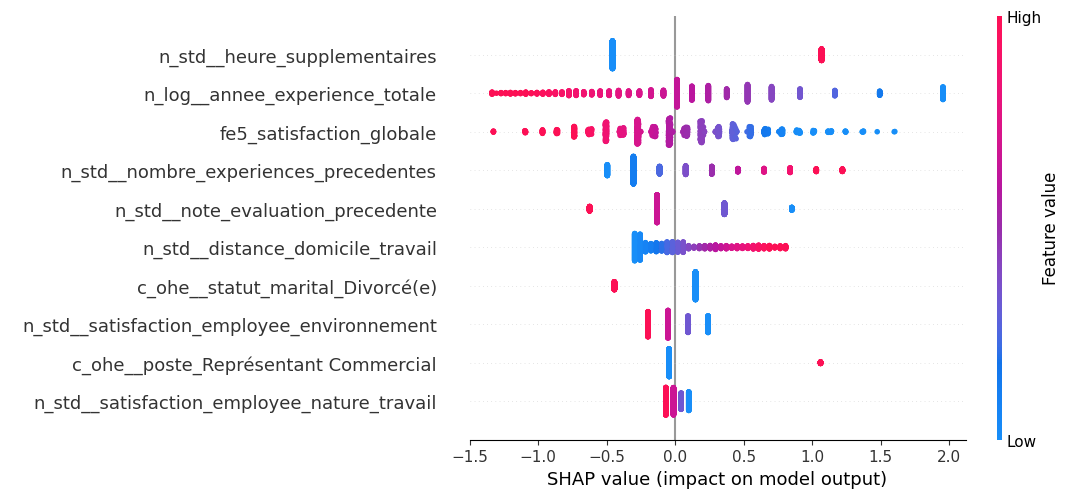 High
n_std__heure_supplementaires
n_log__annee_experience_totale
fe5_satisfaction_globale
n_std__nombre_experiences_precedentes
n_std__note_evaluation_precedente
n_std__distance_domicile_travail
c_ohe__statut_marital_Divorcé(e)
n_std__satisfaction_employee_environnement
c_ohe__poste_Représentant Commercial
n_std__satisfaction_employee_nature_travail
Feature value
Low
−1.5 −1.0 −0.5 0.0 0.5 1.0 1.5 2.0
SHAP value (impact on model output)